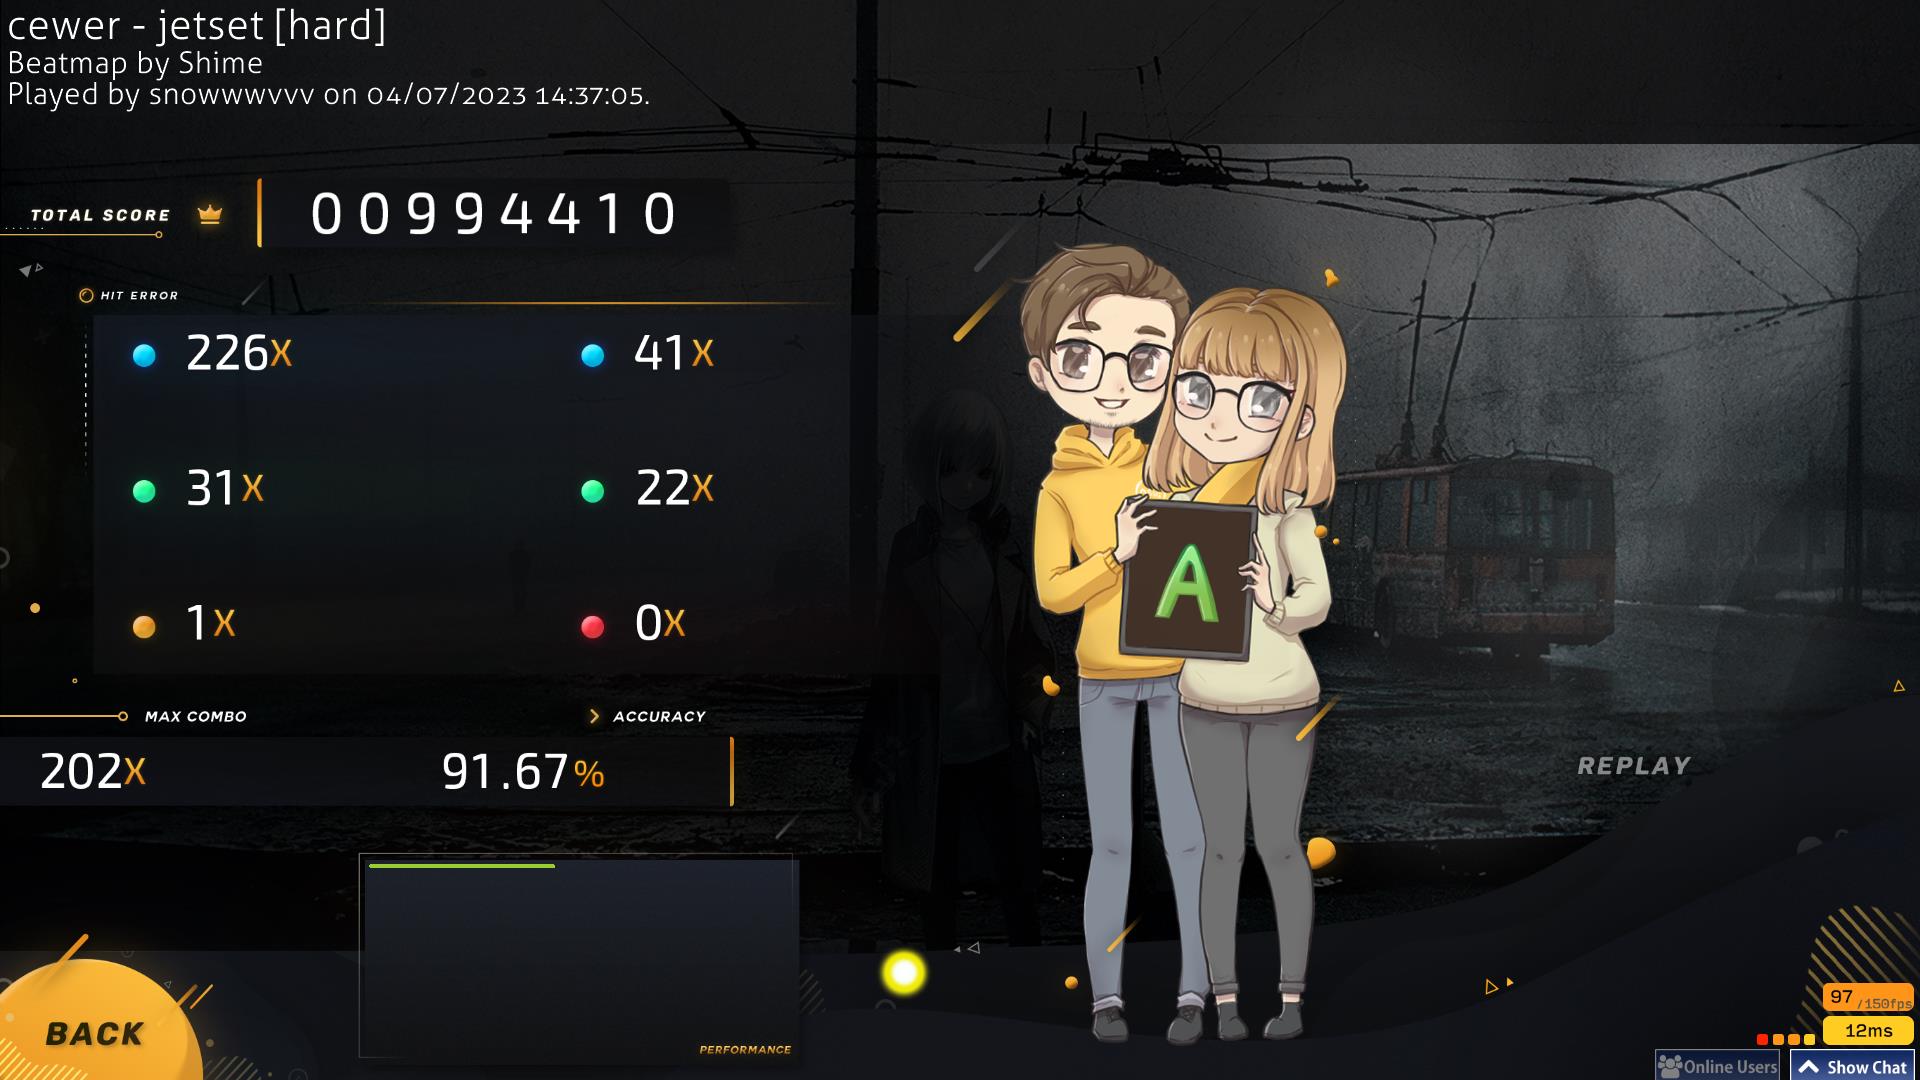 cewer - jetset [hard]
Beatmap by Shime
Played by snowwwvvv on 04/07/2023 14:37:05.
TOTAL SCORE
00994410
HIT ERROR
226X
41X
31X
22X
1X
0X
MAX COMBO
ACCURACY
202X
91.67%
A
REPLAY
BACK
PERFORMANCE
97 /150fps
12ms
Online Users
Show Chat